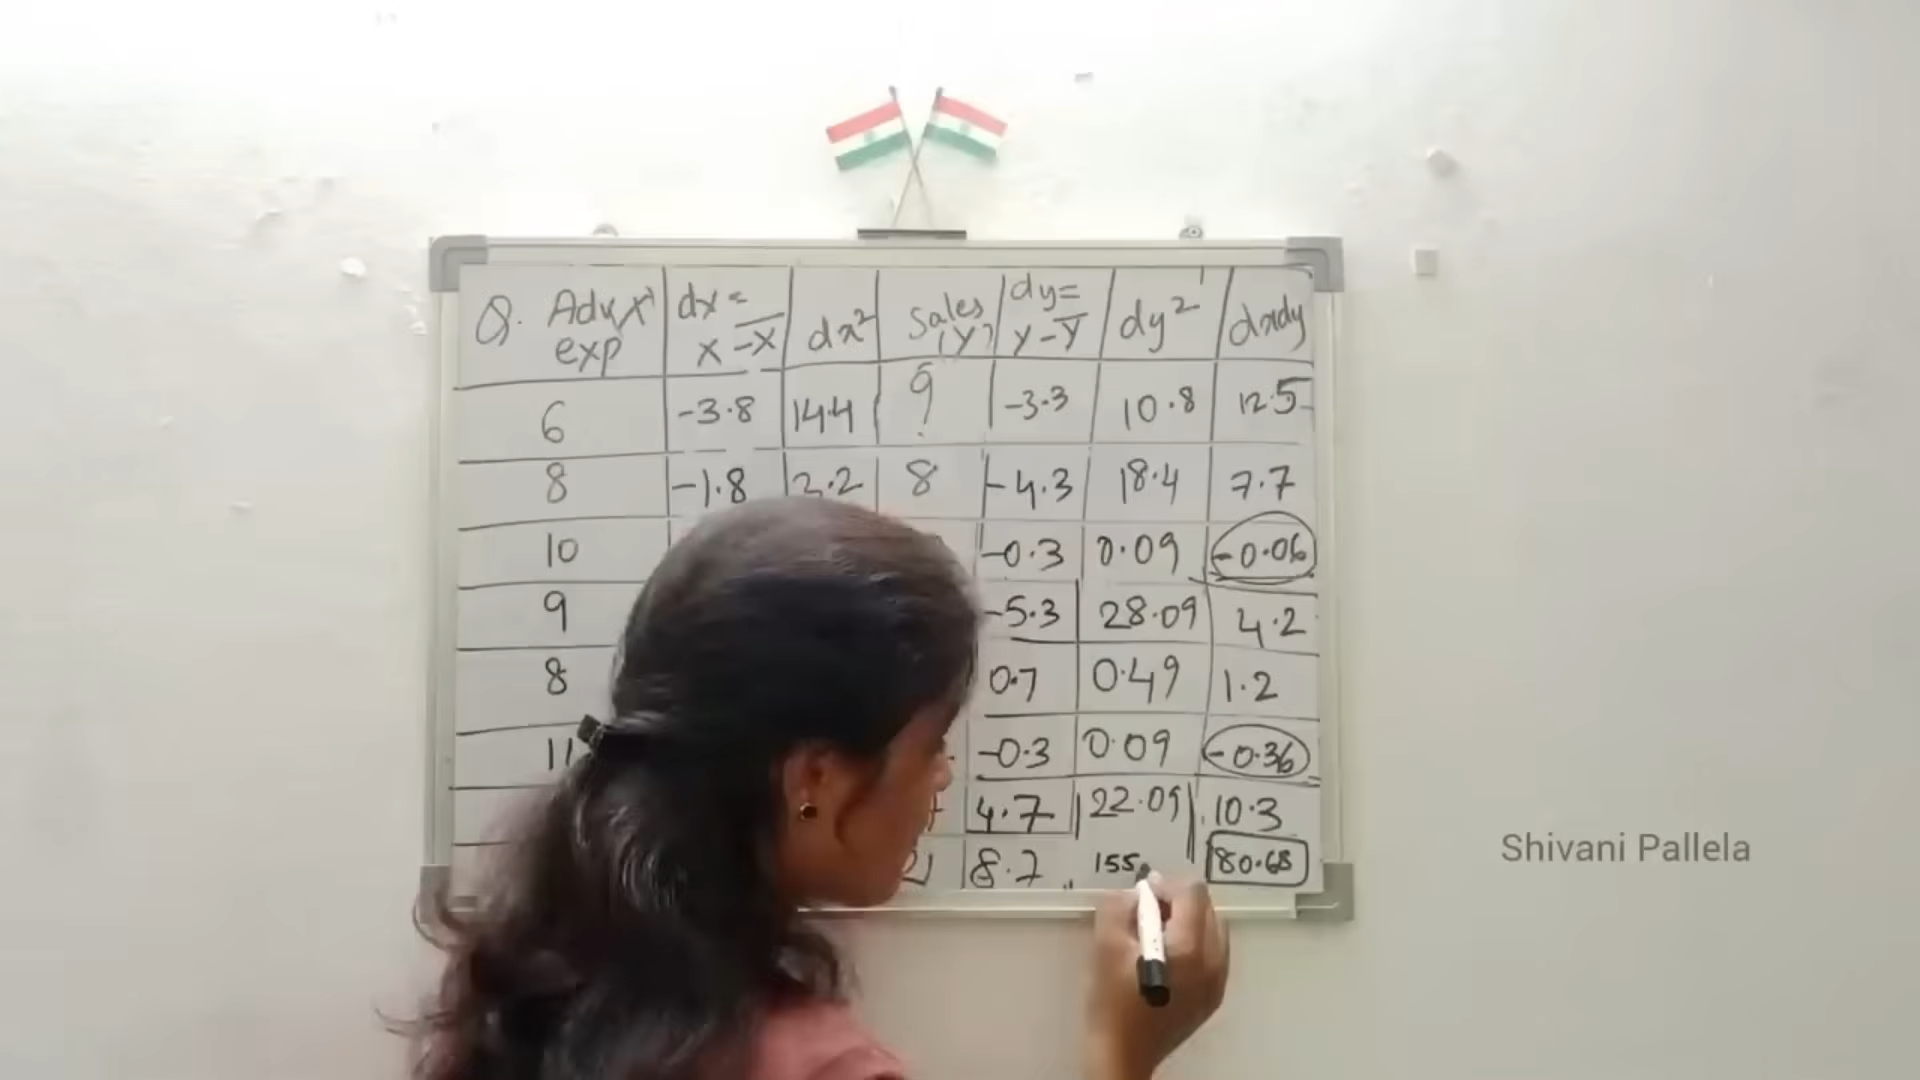 Q. Adv,X' exp dx= x-X̅ dx² Sales (Y) dy= y-Y̅ dy² dxdy
6 -3.8 14.4 9 -3.3 10.8 12.5
8 -1.8 3.2 8 -4.3 18.4 7.7
10 -0.3 0.09 -0.06
9 -5.3 28.09 4.2
8 0.7 0.49 1.2
11 -0.3 0.09 -0.36
4.7 22.09 10.3
8.7 155. 80.68
Shivani Pallela